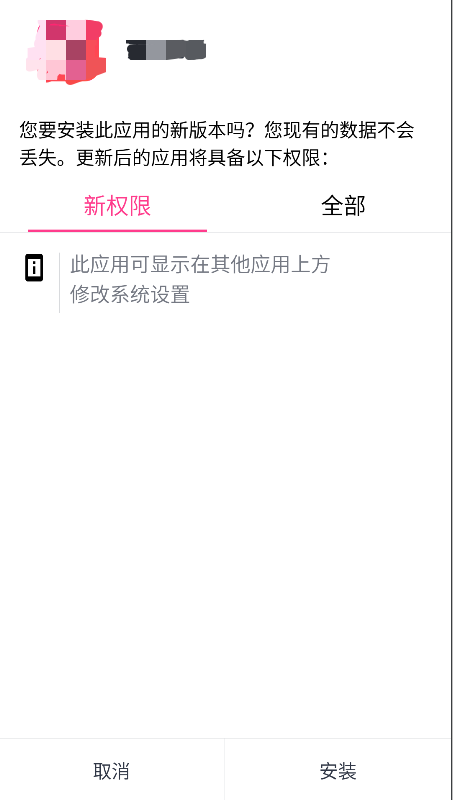 您要安装此应用的新版本吗？您现有的数据不会
丢失。更新后的应用将具备以下权限：
新权限
全部
此应用可显示在其他应用上方
修改系统设置
取消
安装